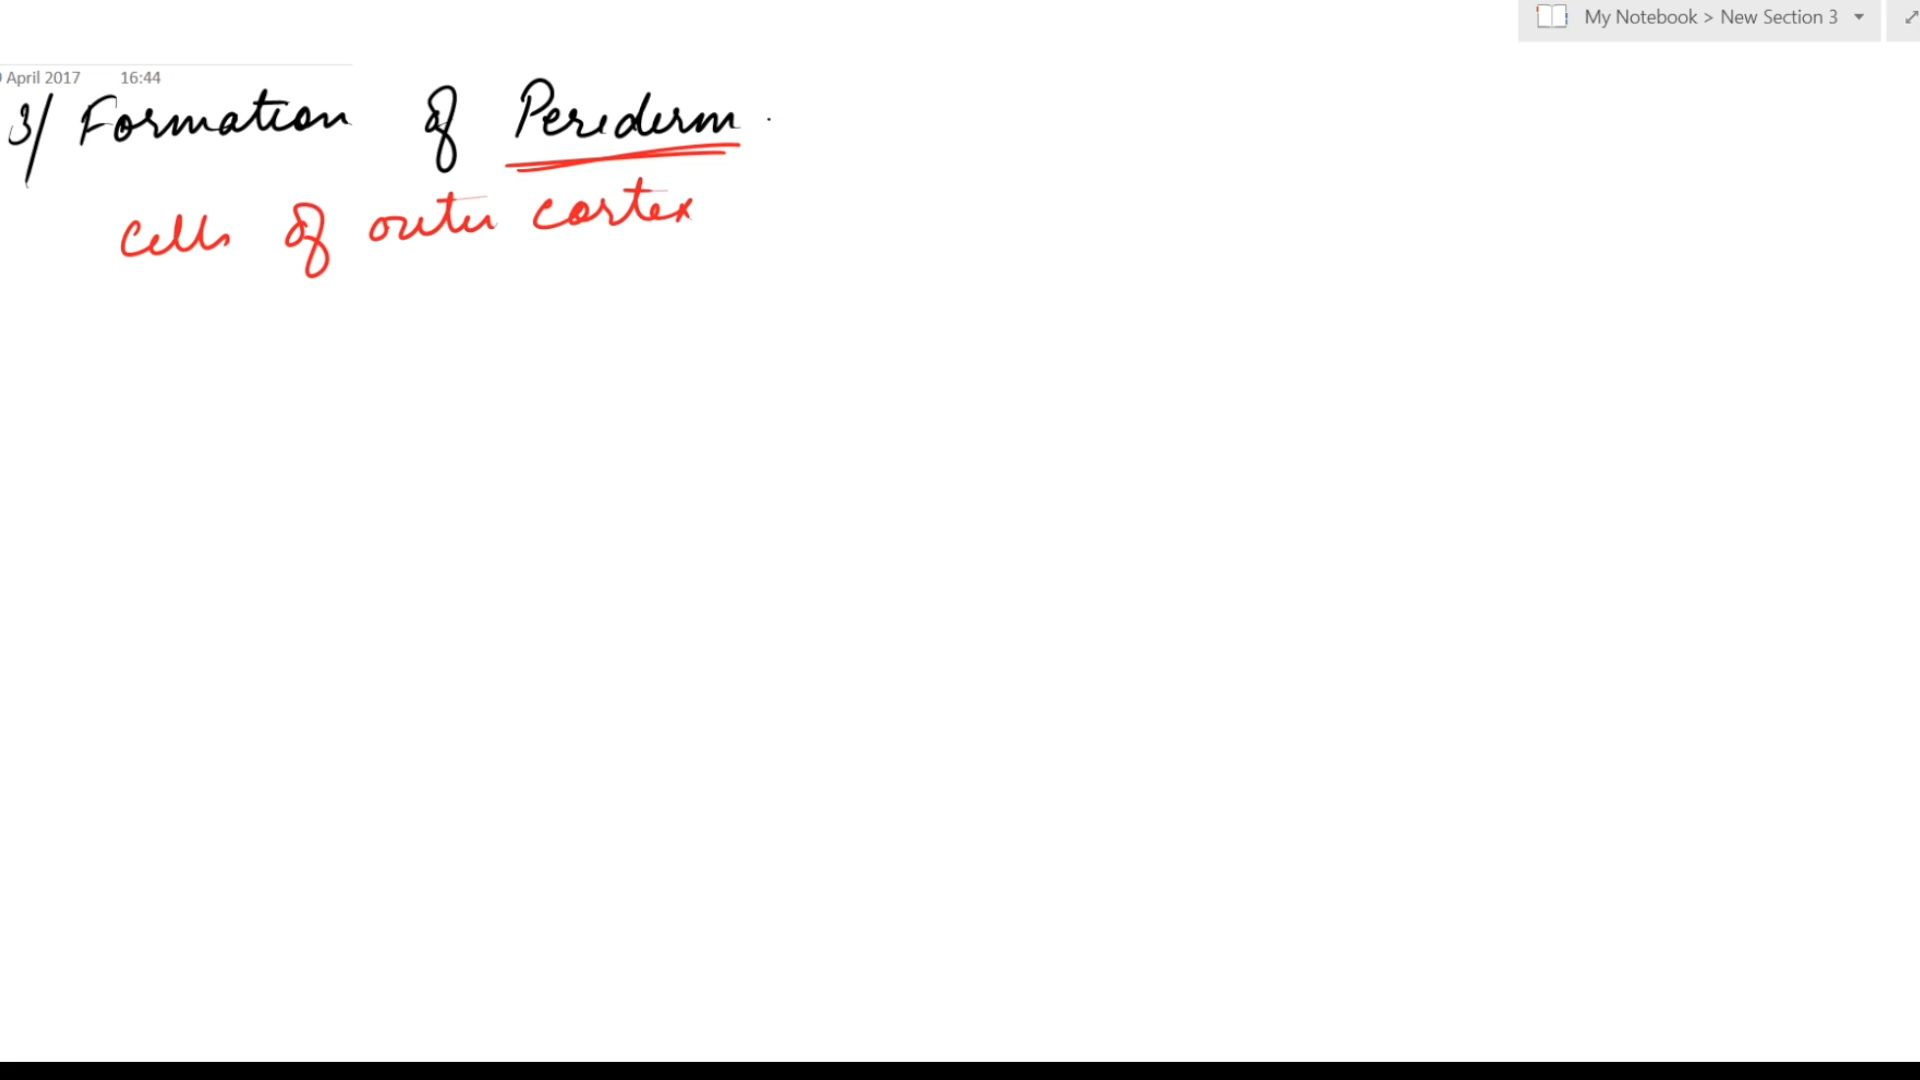 My Notebook > New Section 3
April 2017 16:44
3/ Formation of Periderm.
Cells of outer cortex